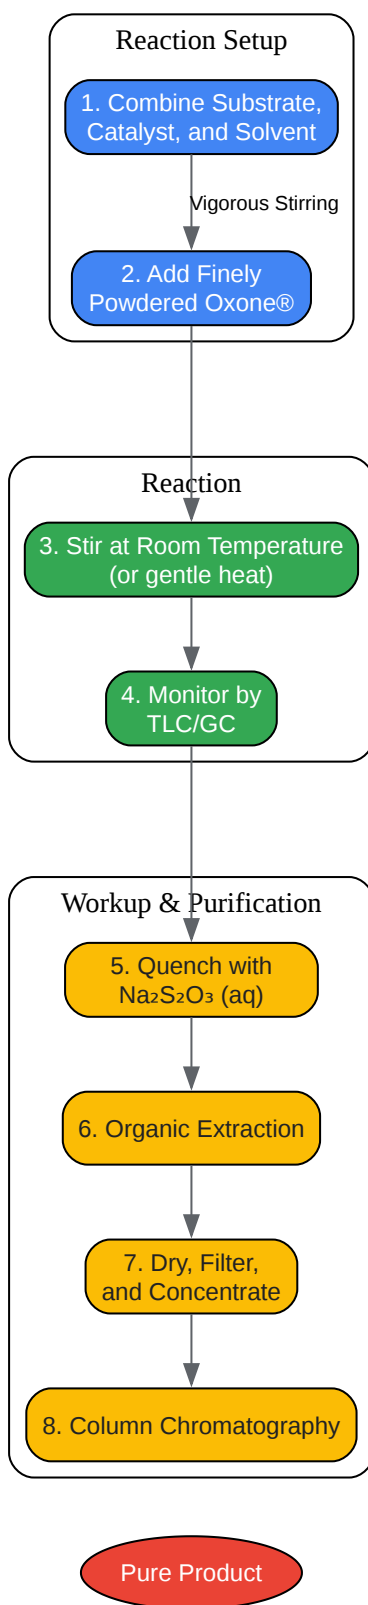 Reaction Setup
1. Combine Substrate,
Catalyst, and Solvent
Vigorous Stirring
2. Add Finely
Powdered Oxone®
Reaction
3. Stir at Room Temperature
(or gentle heat)
4. Monitor by
TLC/GC
Workup & Purification
5. Quench with
Na₂S₂O₃ (aq)
6. Organic Extraction
7. Dry, Filter,
and Concentrate
8. Column Chromatography
Pure Product